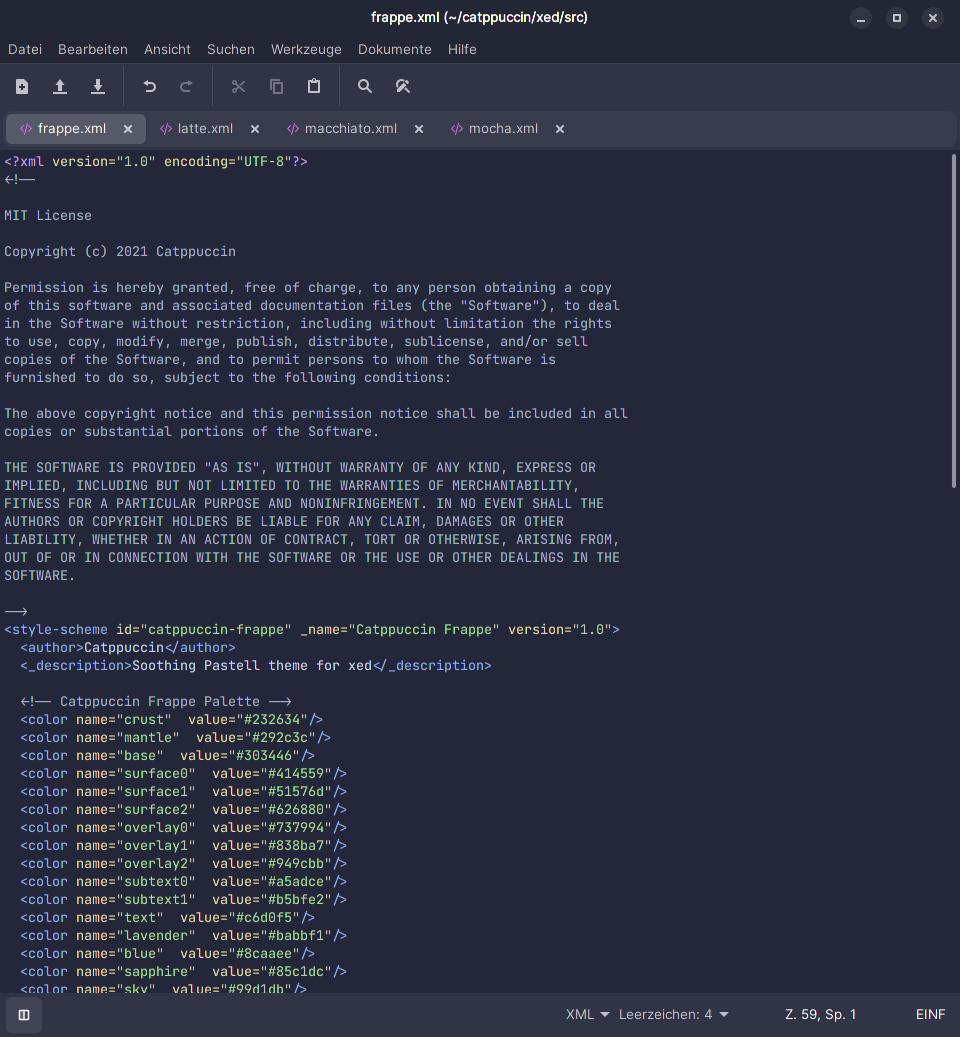 frappe.xml (~/catppuccin/xed/src)
Datei Bearbeiten Ansicht Suchen Werkzeuge Dokumente Hilfe
</> frappe.xml × </> latte.xml × </> macchiato.xml × </> mocha.xml ×
<?xml version="1.0" encoding="UTF-8"?>
<!--
MIT License
Copyright (c) 2021 Catppuccin
Permission is hereby granted, free of charge, to any person obtaining a copy
of this software and associated documentation files (the "Software"), to deal
in the Software without restriction, including without limitation the rights
to use, copy, modify, merge, publish, distribute, sublicense, and/or sell
copies of the Software, and to permit persons to whom the Software is
furnished to do so, subject to the following conditions:
The above copyright notice and this permission notice shall be included in all
copies or substantial portions of the Software.
THE SOFTWARE IS PROVIDED "AS IS", WITHOUT WARRANTY OF ANY KIND, EXPRESS OR
IMPLIED, INCLUDING BUT NOT LIMITED TO THE WARRANTIES OF MERCHANTABILITY,
FITNESS FOR A PARTICULAR PURPOSE AND NONINFRINGEMENT. IN NO EVENT SHALL THE
AUTHORS OR COPYRIGHT HOLDERS BE LIABLE FOR ANY CLAIM, DAMAGES OR OTHER
LIABILITY, WHETHER IN AN ACTION OF CONTRACT, TORT OR OTHERWISE, ARISING FROM,
OUT OF OR IN CONNECTION WITH THE SOFTWARE OR THE USE OR OTHER DEALINGS IN THE
SOFTWARE.
-->
<style-scheme id="catppuccin-frappe" _name="Catppuccin Frappe" version="1.0">
  <author>Catppuccin</author>
  <_description>Soothing Pastell theme for xed</_description>
  <!-- Catppuccin Frappe Palette -->
  <color name="crust"  value="#232634"/>
  <color name="mantle"  value="#292c3c"/>
  <color name="base"  value="#303446"/>
  <color name="surface0"  value="#414559"/>
  <color name="surface1"  value="#51576d"/>
  <color name="surface2"  value="#626880"/>
  <color name="overlay0"  value="#737994"/>
  <color name="overlay1"  value="#838ba7"/>
  <color name="overlay2"  value="#949cbb"/>
  <color name="subtext0"  value="#a5adce"/>
  <color name="subtext1"  value="#b5bfe2"/>
  <color name="text"  value="#c6d0f5"/>
  <color name="lavender"  value="#babbf1"/>
  <color name="blue"  value="#8caaee"/>
  <color name="sapphire"  value="#85c1dc"/>
  <color name="sky"  value="#99d1db"/>
XML Leerzeichen: 4 Z. 59, Sp. 1 EINF